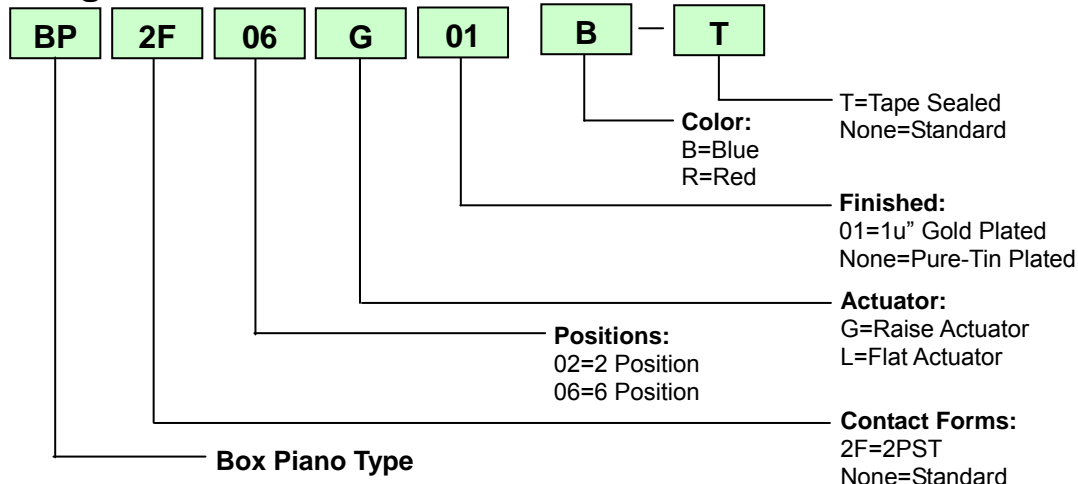 BP 2F 06 G 01 B – T
T=Tape Sealed
None=Standard
Color:
B=Blue
R=Red
Finished:
01=1u” Gold Plated
None=Pure-Tin Plated
Actuator:
G=Raise Actuator
L=Flat Actuator
Positions:
02=2 Position
06=6 Position
Contact Forms:
2F=2PST
None=Standard
Box Piano Type